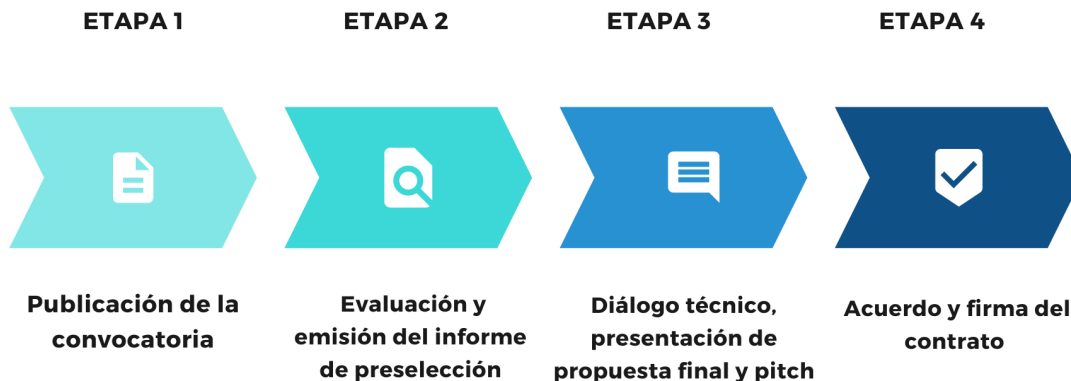 ETAPA 1
ETAPA 2
ETAPA 3
ETAPA 4
Publicación de la
convocatoria
Evaluación y
emisión del informe
de preselección
Diálogo técnico,
presentación de
propuesta final y pitch
Acuerdo y firma del
contrato